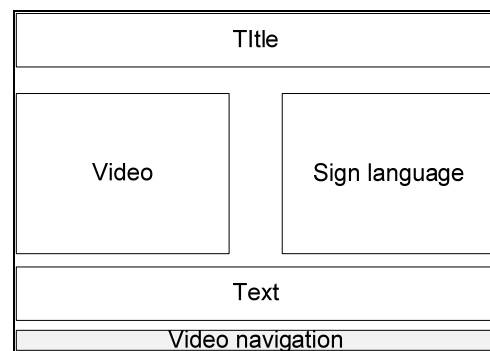 TItle
Video
Sign language
Text
Video navigation